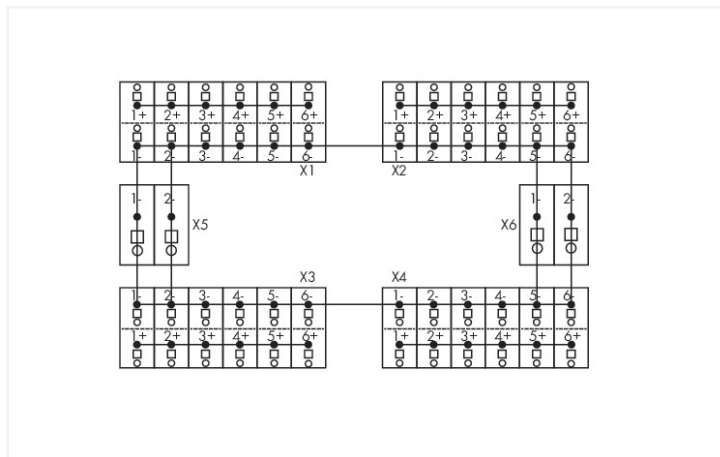 1+ 2+ 3+ 4+ 5+ 6+ 1+ 2+ 3+ 4+ 5+ 6+
1- 2- 3- 4- 5- 6- 1- 2- 3- 4- 5- 6-
X1 X2
1- 2- X5 X6 1- 2-
X3 X4
1- 2- 3- 4- 5- 6- 1- 2- 3- 4- 5- 6-
1+ 2+ 3+ 4+ 5+ 6+ 1+ 2+ 3+ 4+ 5+ 6+